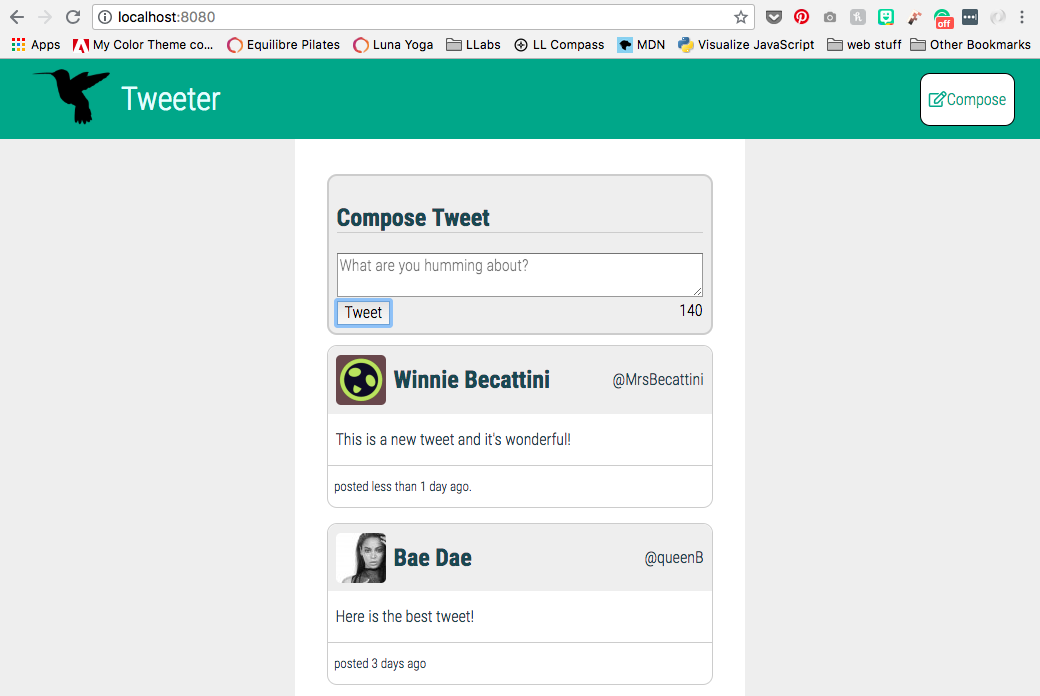 localhost:8080
off
Apps My Color Theme co... Equilibre Pilates Luna Yoga LLabs LL Compass MDN Visualize JavaScript web stuff Other Bookmarks
Tweeter
Compose
Compose Tweet
What are you humming about?
Tweet 140
Winnie Becattini @MrsBecattini
This is a new tweet and it's wonderful!
posted less than 1 day ago.
Bae Dae @queenB
Here is the best tweet!
posted 3 days ago